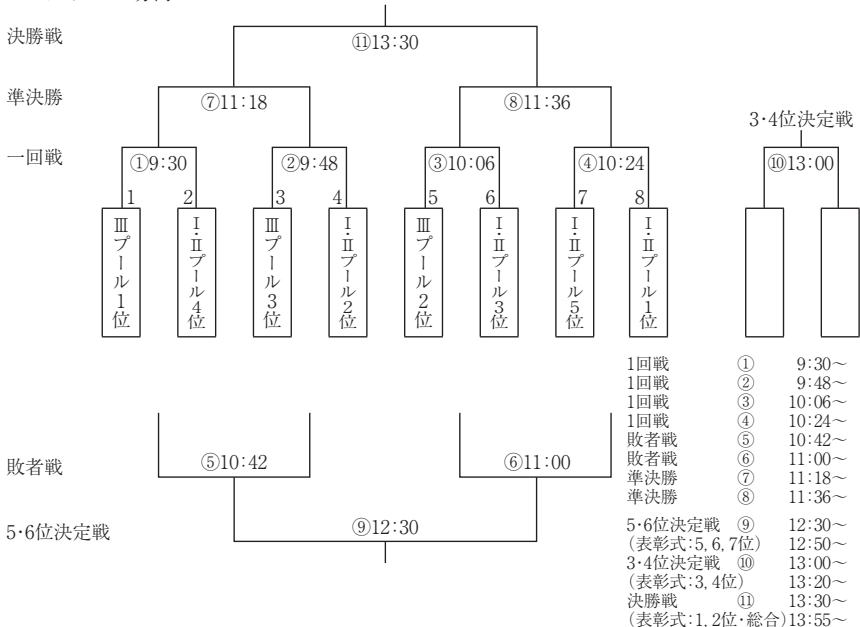 決勝戦
⑪13:30
準決勝
⑦11:18
⑧11:36
3・4位決定戦
一回戦
①9:30
②9:48
③10:06
④10:24
⑩13:00
1
2
3
4
5
6
7
8
Ⅲプール1位
Ⅰ・Ⅱプール4位
Ⅲプール3位
Ⅰ・Ⅱプール2位
Ⅲプール2位
Ⅰ・Ⅱプール3位
Ⅰ・Ⅱプール5位
Ⅰ・Ⅱプール1位
敗者戦
⑤10:42
⑥11:00
5・6位決定戦
⑨12:30
1回戦 ① 9:30~
1回戦 ② 9:48~
1回戦 ③ 10:06~
1回戦 ④ 10:24~
敗者戦 ⑤ 10:42~
敗者戦 ⑥ 11:00~
準決勝 ⑦ 11:18~
準決勝 ⑧ 11:36~
5・6位決定戦 ⑨ 12:30~
(表彰式:5,6,7位) 12:50~
3・4位決定戦 ⑩ 13:00~
(表彰式:3,4位) 13:20~
決勝戦 ⑪ 13:30~
(表彰式:1,2位・総合)13:55~